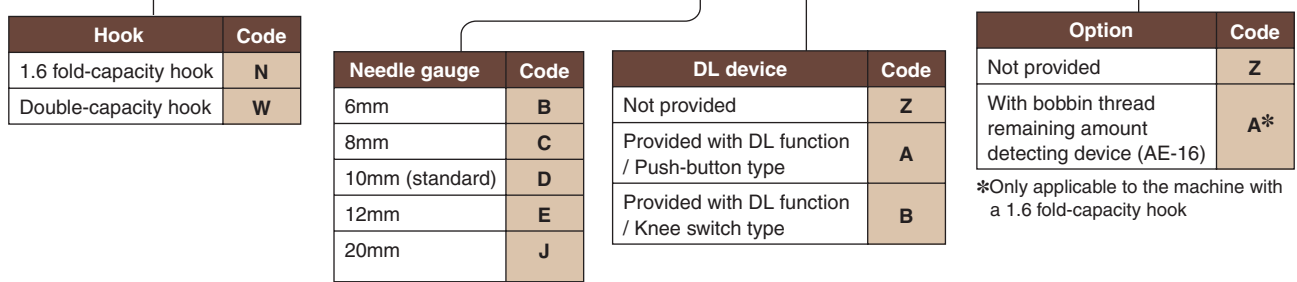 Hook Code
1.6 fold-capacity hook N
Double-capacity hook W
Needle gauge Code
6mm B
8mm C
10mm (standard) D
12mm E
20mm J
DL device Code
Not provided Z
Provided with DL function
/ Push-button type A
Provided with DL function
/ Knee switch type B
Option Code
Not provided Z
With bobbin thread
remaining amount A✻
detecting device (AE-16)
✻Only applicable to the machine with
a 1.6 fold-capacity hook